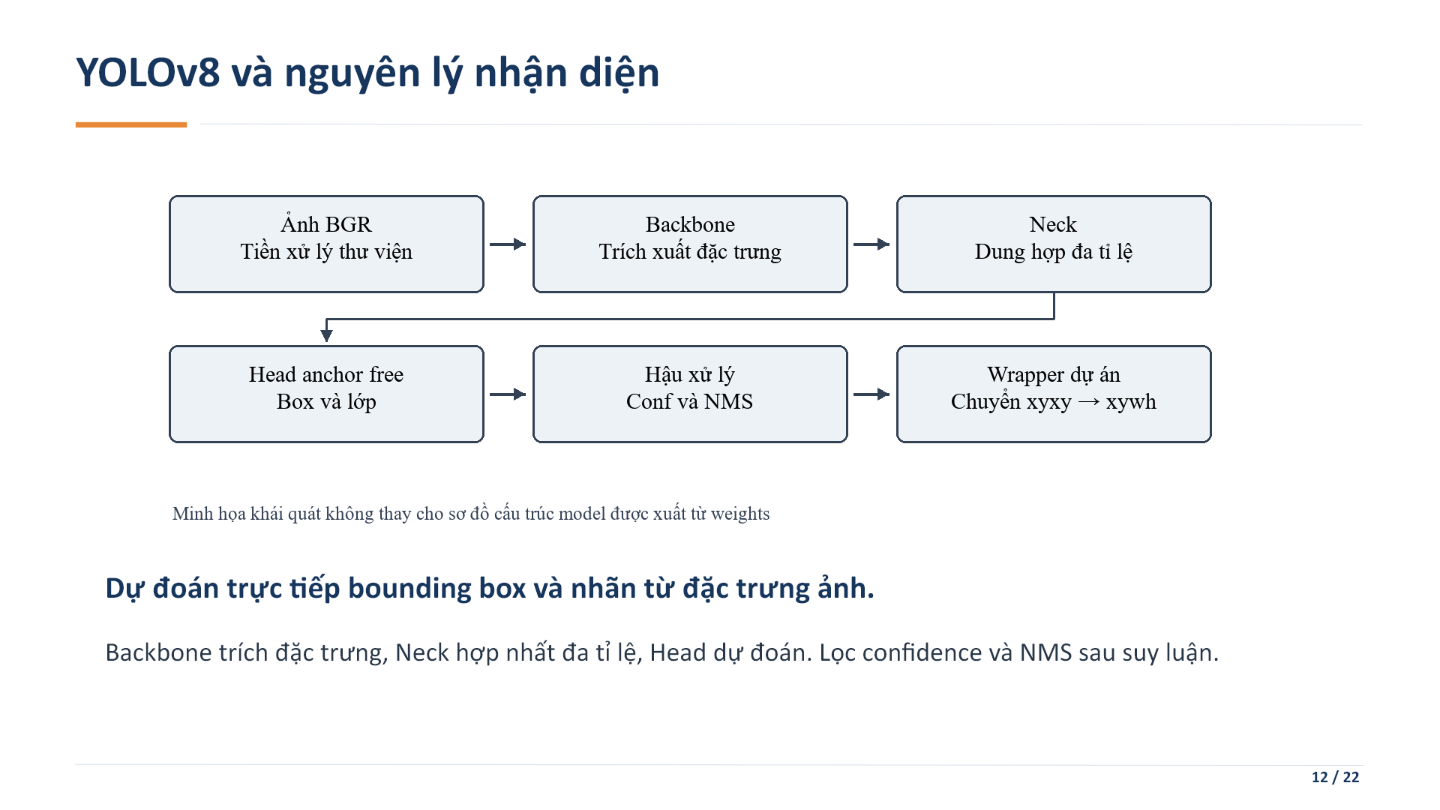 YOLOv8 và nguyên lý nhận diện
Ảnh BGR
Tiền xử lý thư viện
Backbone
Trích xuất đặc trưng
Neck
Dung hợp đa tỉ lệ
Head anchor free
Box và lớp
Hậu xử lý
Conf và NMS
Wrapper dự án
Chuyển xyxy → xywh
Minh họa khái quát không thay cho sơ đồ cấu trúc model được xuất từ weights
Dự đoán trực tiếp bounding box và nhãn từ đặc trưng ảnh.
Backbone trích đặc trưng, Neck hợp nhất đa tỉ lệ, Head dự đoán. Lọc confidence và NMS sau suy luận.
12 / 22